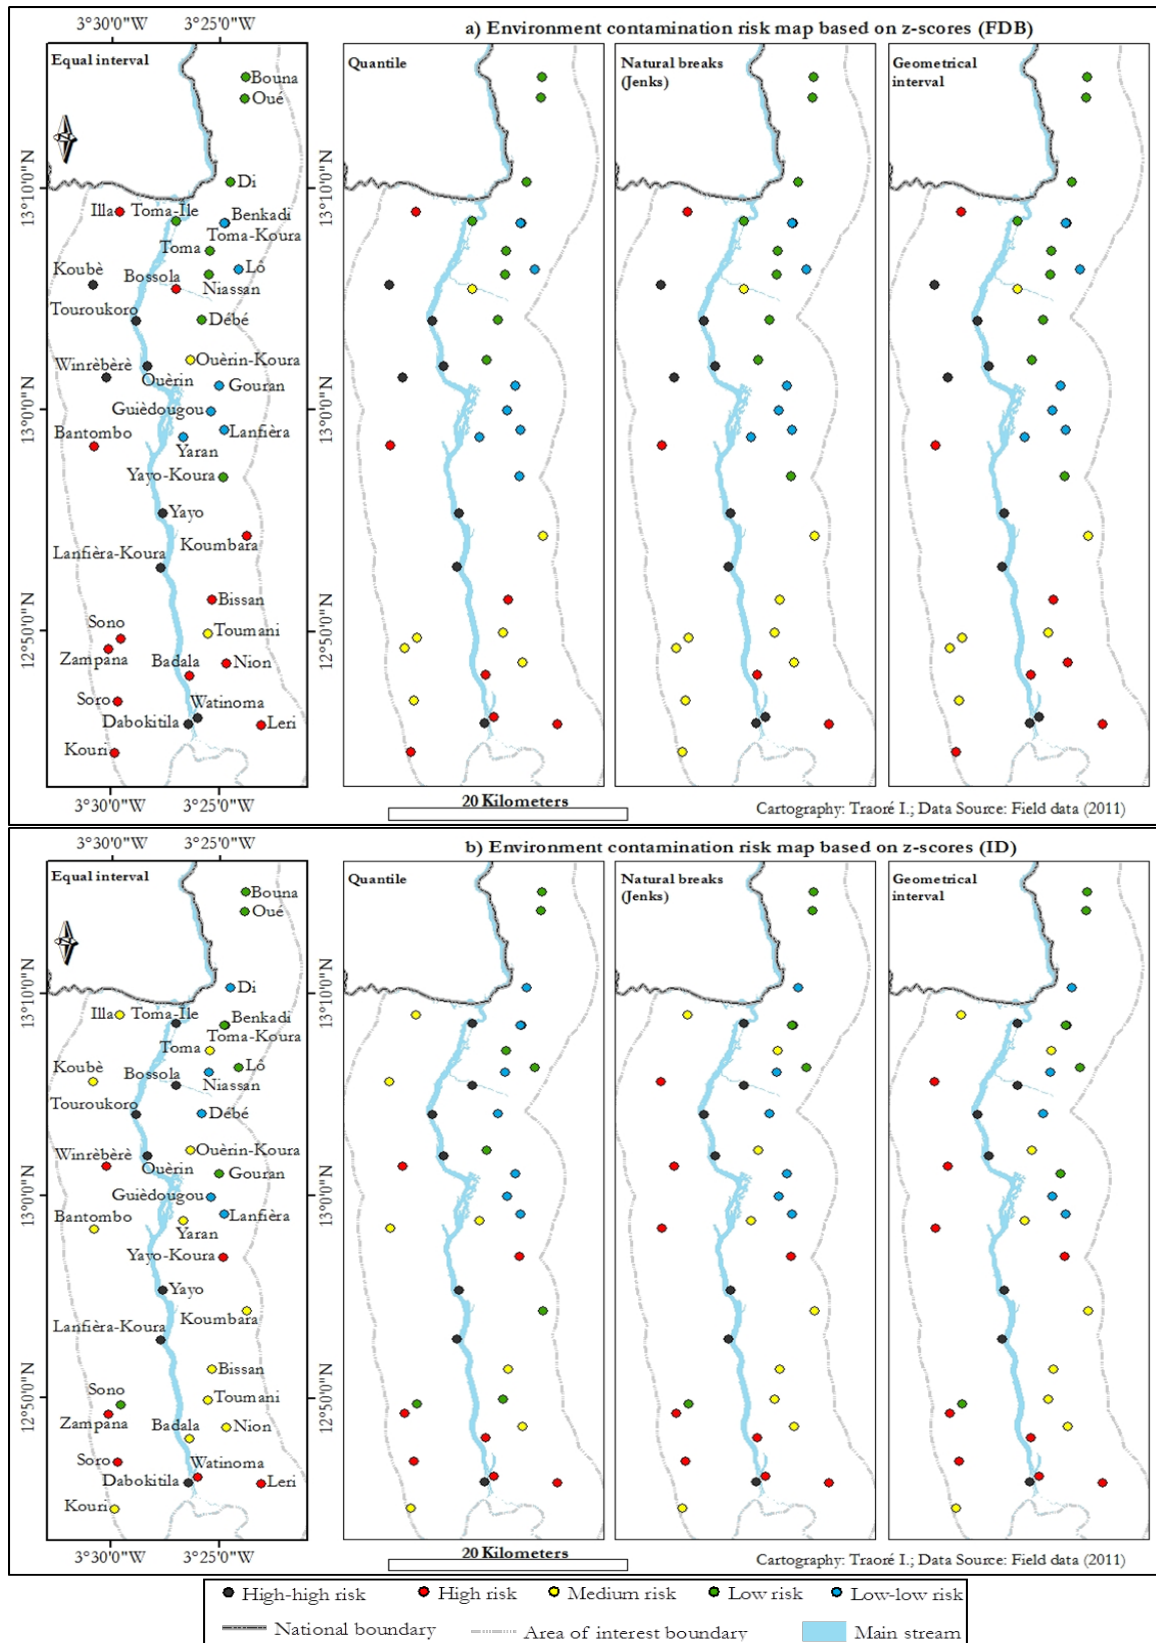 3°30'0"W 3°25'0"W
a) Environment contamination risk map based on z-scores (FDB)
Equal interval
Quantile
Natural breaks
(Jenks)
Geometrical
interval
Bouna
Oué
13°10'0"N
Di
Illa
Toma-Ile
Benkadi
Toma-Koura
Toma
Koubè
Bossola
Lô
Niassan
Touroukoro
Débé
Winrèbèrè
Ouèrin-Koura
Ouèrin
Gouran
13°0'0"N
Guièdougou
Bantombo
Lanfièra
Yaran
Yayo-Koura
Yayo
Koumbara
Lanfièra-Koura
Bissan
12°50'0"N
Sono
Toumani
Zampana
Badala
Nion
Soro
Watinoma
Dabokitila
Leri
Kouri
3°30'0"W 3°25'0"W
20 Kilometers
Cartography: Traoré I.; Data Source: Field data (2011)
3°30'0"W 3°25'0"W
b) Environment contamination risk map based on z-scores (ID)
Equal interval
Quantile
Natural breaks
(Jenks)
Geometrical
interval
Bouna
Oué
13°10'0"N
Di
Illa
Toma-Ile
Benkadi
Toma-Koura
Toma
Koubè
Bossola
Lô
Niassan
Touroukoro
Débé
Winrèbèrè
Ouèrin-Koura
Ouèrin
Gouran
13°0'0"N
Guièdougou
Bantombo
Lanfièra
Yaran
Yayo-Koura
Yayo
Koumbara
Lanfièra-Koura
Bissan
12°50'0"N
Sono
Toumani
Zampana
Badala
Nion
Soro
Watinoma
Dabokitila
Leri
Kouri
3°30'0"W 3°25'0"W
20 Kilometers
Cartography: Traoré I.; Data Source: Field data (2011)
High-high risk High risk Medium risk Low risk Low-low risk
National boundary Area of interest boundary Main stream